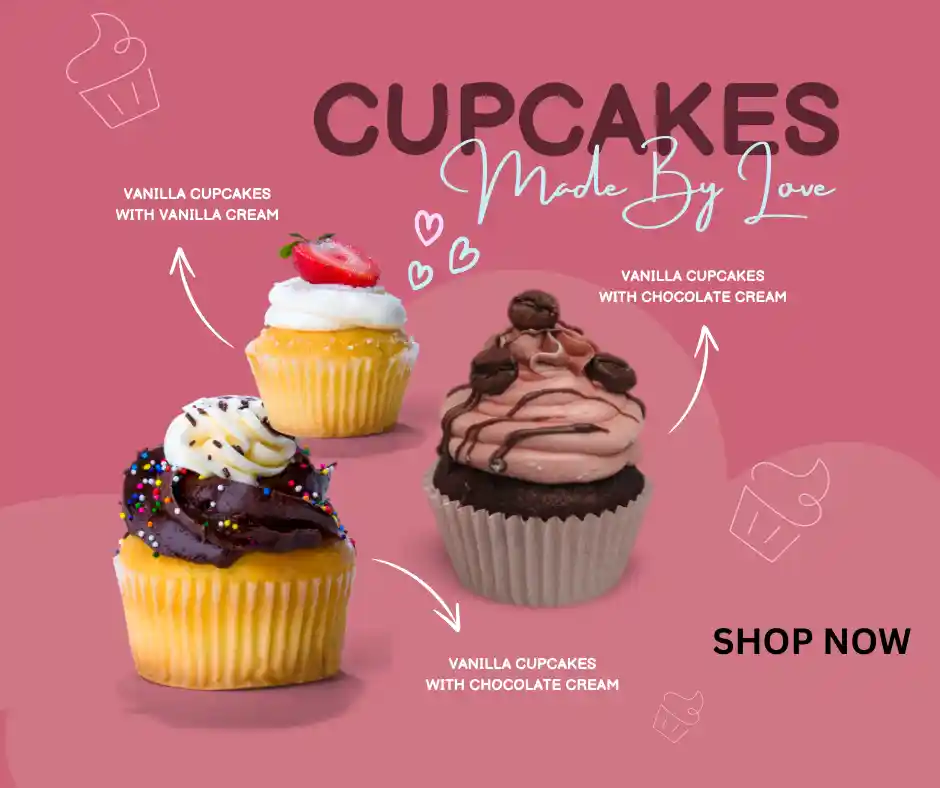 CUPCAKES
Made By Love
VANILLA CUPCAKES
WITH VANILLA CREAM
VANILLA CUPCAKES
WITH CHOCOLATE CREAM
SHOP NOW
VANILLA CUPCAKES
WITH CHOCOLATE CREAM